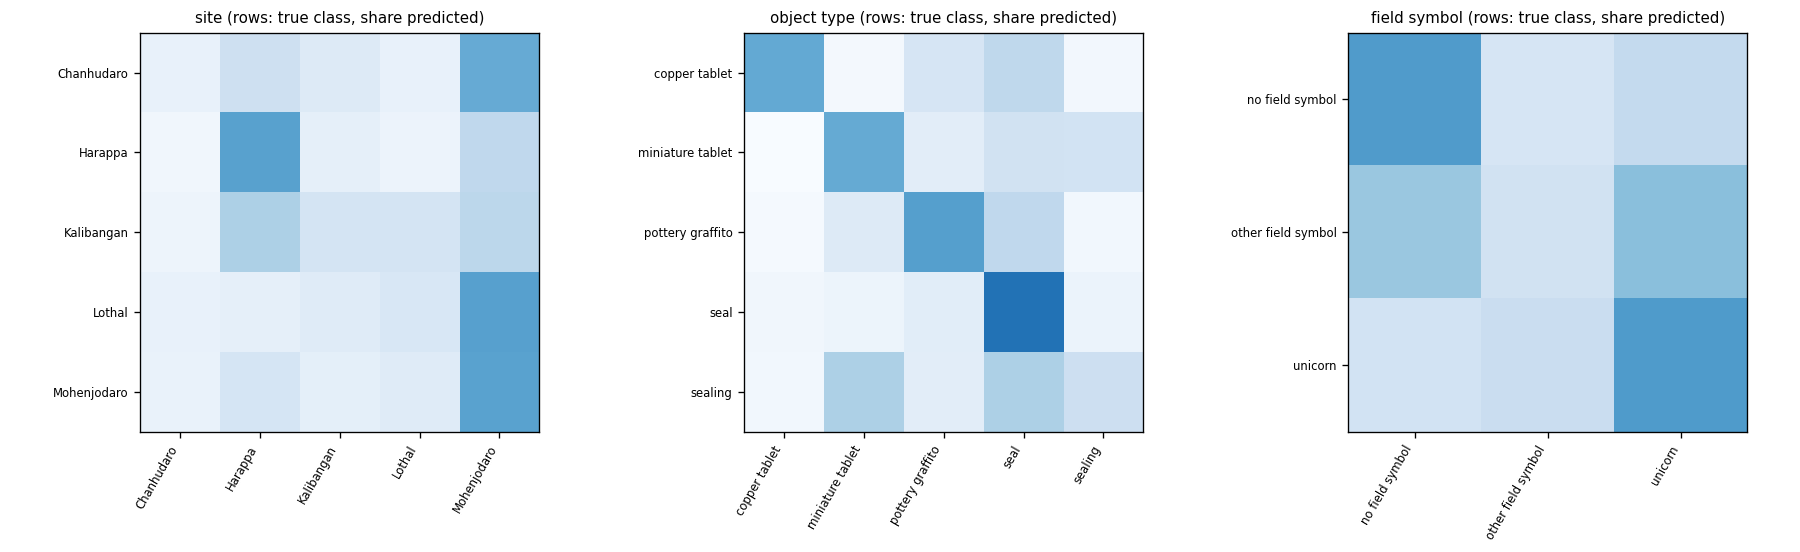 site (rows: true class, share predicted)
Chanhudaro
Harappa
Kalibangan
Lothal
Mohenjodaro
Chanhudaro
Harappa
Kalibangan
Lothal
Mohenjodaro
object type (rows: true class, share predicted)
copper tablet
miniature tablet
pottery graffito
seal
sealing
copper tablet
miniature tablet
pottery graffito
seal
sealing
field symbol (rows: true class, share predicted)
no field symbol
other field symbol
unicorn
no field symbol
other field symbol
unicorn